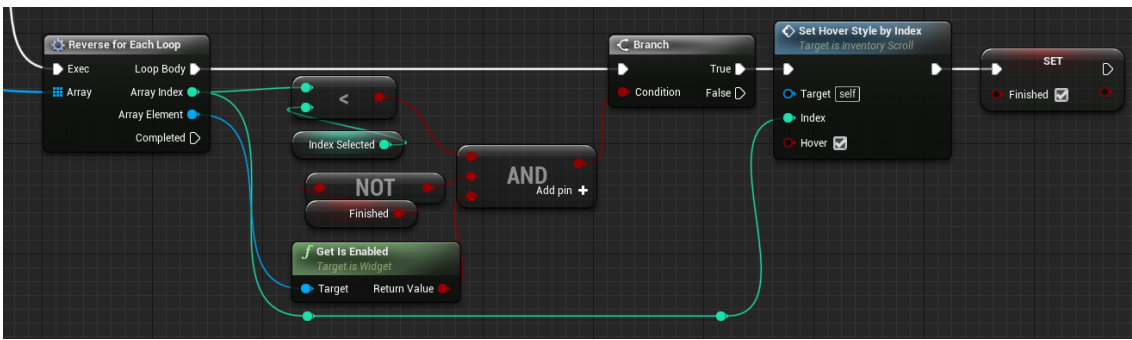 Reverse for Each Loop
Exec
Loop Body
Array
Array Index
Array Element
Completed
<
Index Selected
NOT
Finished
AND
Add pin +
f Get Is Enabled
Target is Widget
Target
Return Value
Branch
True
Condition
False
Set Hover Style by Index
Target is Inventory Scroll
Target self
Index
Hover
SET
Finished